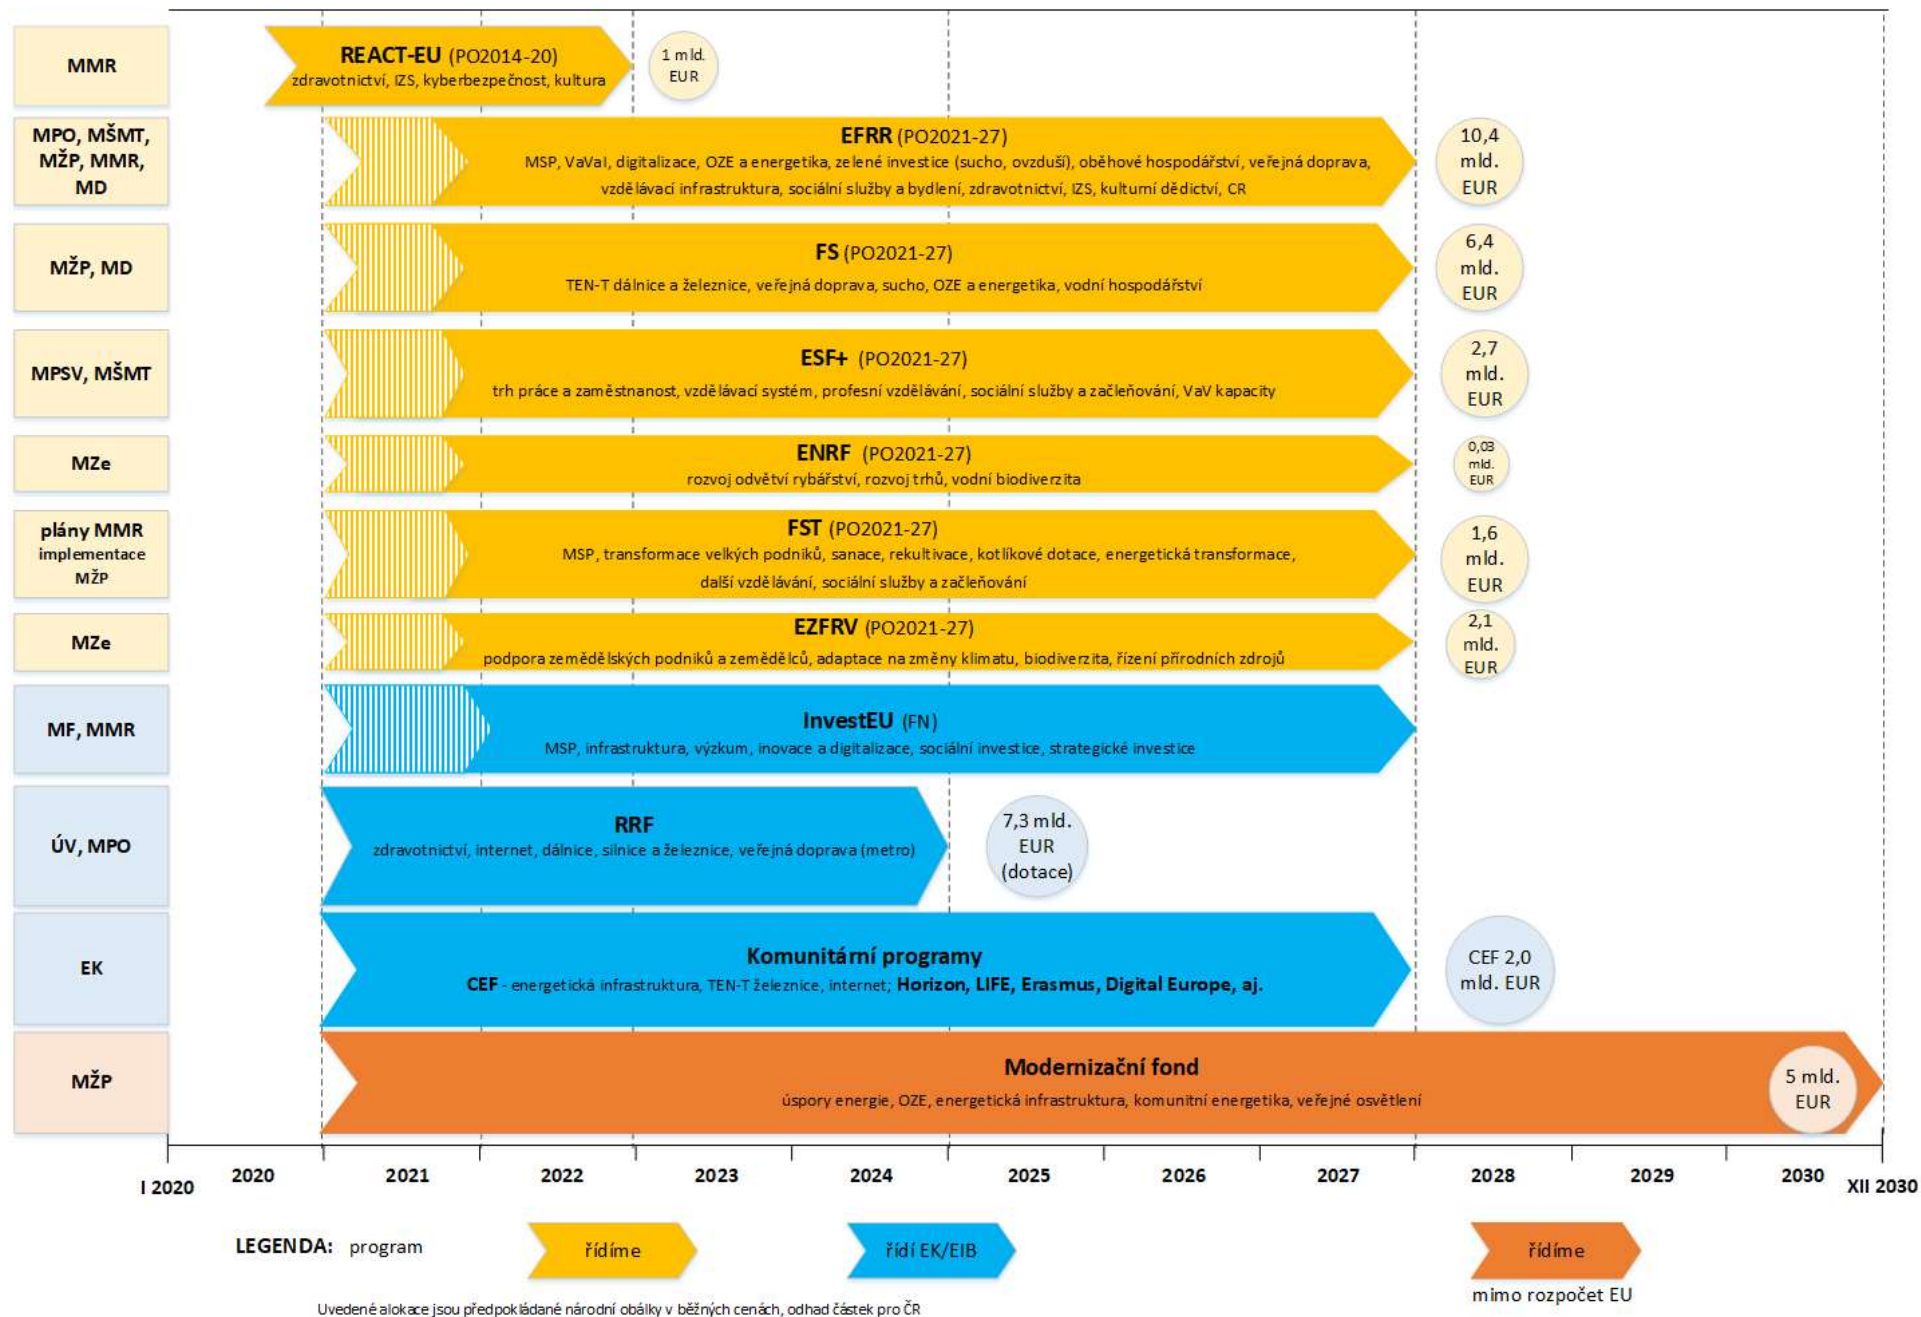 MMR
REACT-EU (PO2014-20)
zdravotnictví, IZS, kyberbezpečnost, kultura
1 mld.
EUR
MPO, MŠMT,
MŽP, MMR,
MD
EFRR (PO2021-27)
MSP, VaVaI, digitalizace, OZE a energetika, zelené investice (sucho, ovzduší), oběhové hospodářství, veřejná doprava,
vzdělávací infrastruktura, sociální služby a bydlení, zdravotnictví, IZS, kulturní dědictví, CR
10,4
mld.
EUR
MŽP, MD
FS (PO2021-27)
TEN-T dálnice a železnice, veřejná doprava, sucho, OZE a energetika, vodní hospodářství
6,4
mld.
EUR
MPSV, MŠMT
ESF+ (PO2021-27)
trh práce a zaměstnanost, vzdělávací systém, profesní vzdělávání, sociální služby a začleňování, VaV kapacity
2,7
mld.
EUR
MZe
ENRF (PO2021-27)
rozvoj odvětví rybářství, rozvoj trhů, vodní biodiverzita
0,03
mld.
EUR
plány MMR
implementace
MŽP
FST (PO2021-27)
MSP, transformace velkých podniků, sanace, rekultivace, kotlíkové dotace, energetická transformace,
další vzdělávání, sociální služby a začleňování
1,6
mld.
EUR
MZe
EZFRV (PO2021-27)
podpora zemědělských podniků a zemědělců, adaptace na změny klimatu, biodiverzita, řízení přírodních zdrojů
2,1
mld.
EUR
MF, MMR
InvestEU (FN)
MSP, infrastruktura, výzkum, inovace a digitalizace, sociální investice, strategické investice
ÚV, MPO
RRF
zdravotnictví, internet, dálnice, silnice a železnice, veřejná doprava (metro)
7,3 mld.
EUR
(dotace)
EK
Komunitární programy
CEF - energetická infrastruktura, TEN-T železnice, internet; Horizon, LIFE, Erasmus, Digital Europe, aj.
CEF 2,0
mld. EUR
MŽP
Modernizační fond
úspory energie, OZE, energetická infrastruktura, komunitní energetika, veřejné osvětlení
5 mld.
EUR
I 2020 2020 2021 2022 2023 2024 2025 2026 2027 2028 2029 2030 XII 2030
LEGENDA: program
řídíme
řídí EK/EIB
řídíme
mimo rozpočet EU
Uvedené alokace jsou předpokládané národní obálky v běžných cenách, odhad částek pro ČR